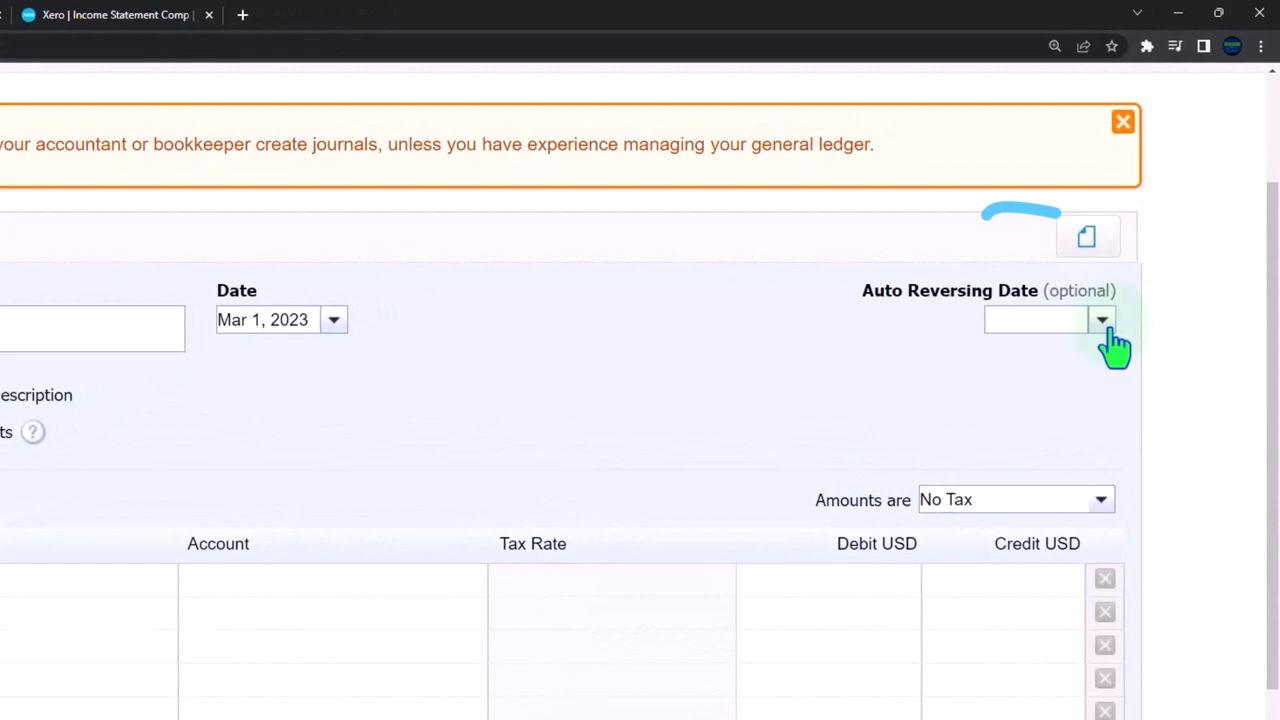 Xero | Income Statement Comp
your accountant or bookkeeper create journals, unless you have experience managing your general ledger.
Date
Auto Reversing Date (optional)
Mar 1, 2023
escription
ts ?
Amounts are No Tax
Account Tax Rate Debit USD Credit USD